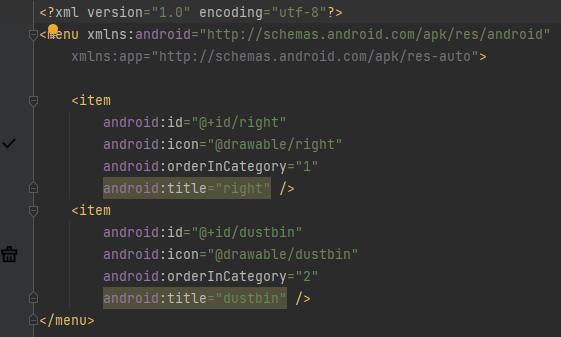 <?xml version="1.0" encoding="utf-8"?>
<menu xmlns:android="http://schemas.android.com/apk/res/android"
    xmlns:app="http://schemas.android.com/apk/res-auto">

    <item
        android:id="@+id/right"
        android:icon="@drawable/right"
        android:orderInCategory="1"
        android:title="right" />
    <item
        android:id="@+id/dustbin"
        android:icon="@drawable/dustbin"
        android:orderInCategory="2"
        android:title="dustbin" />
</menu>